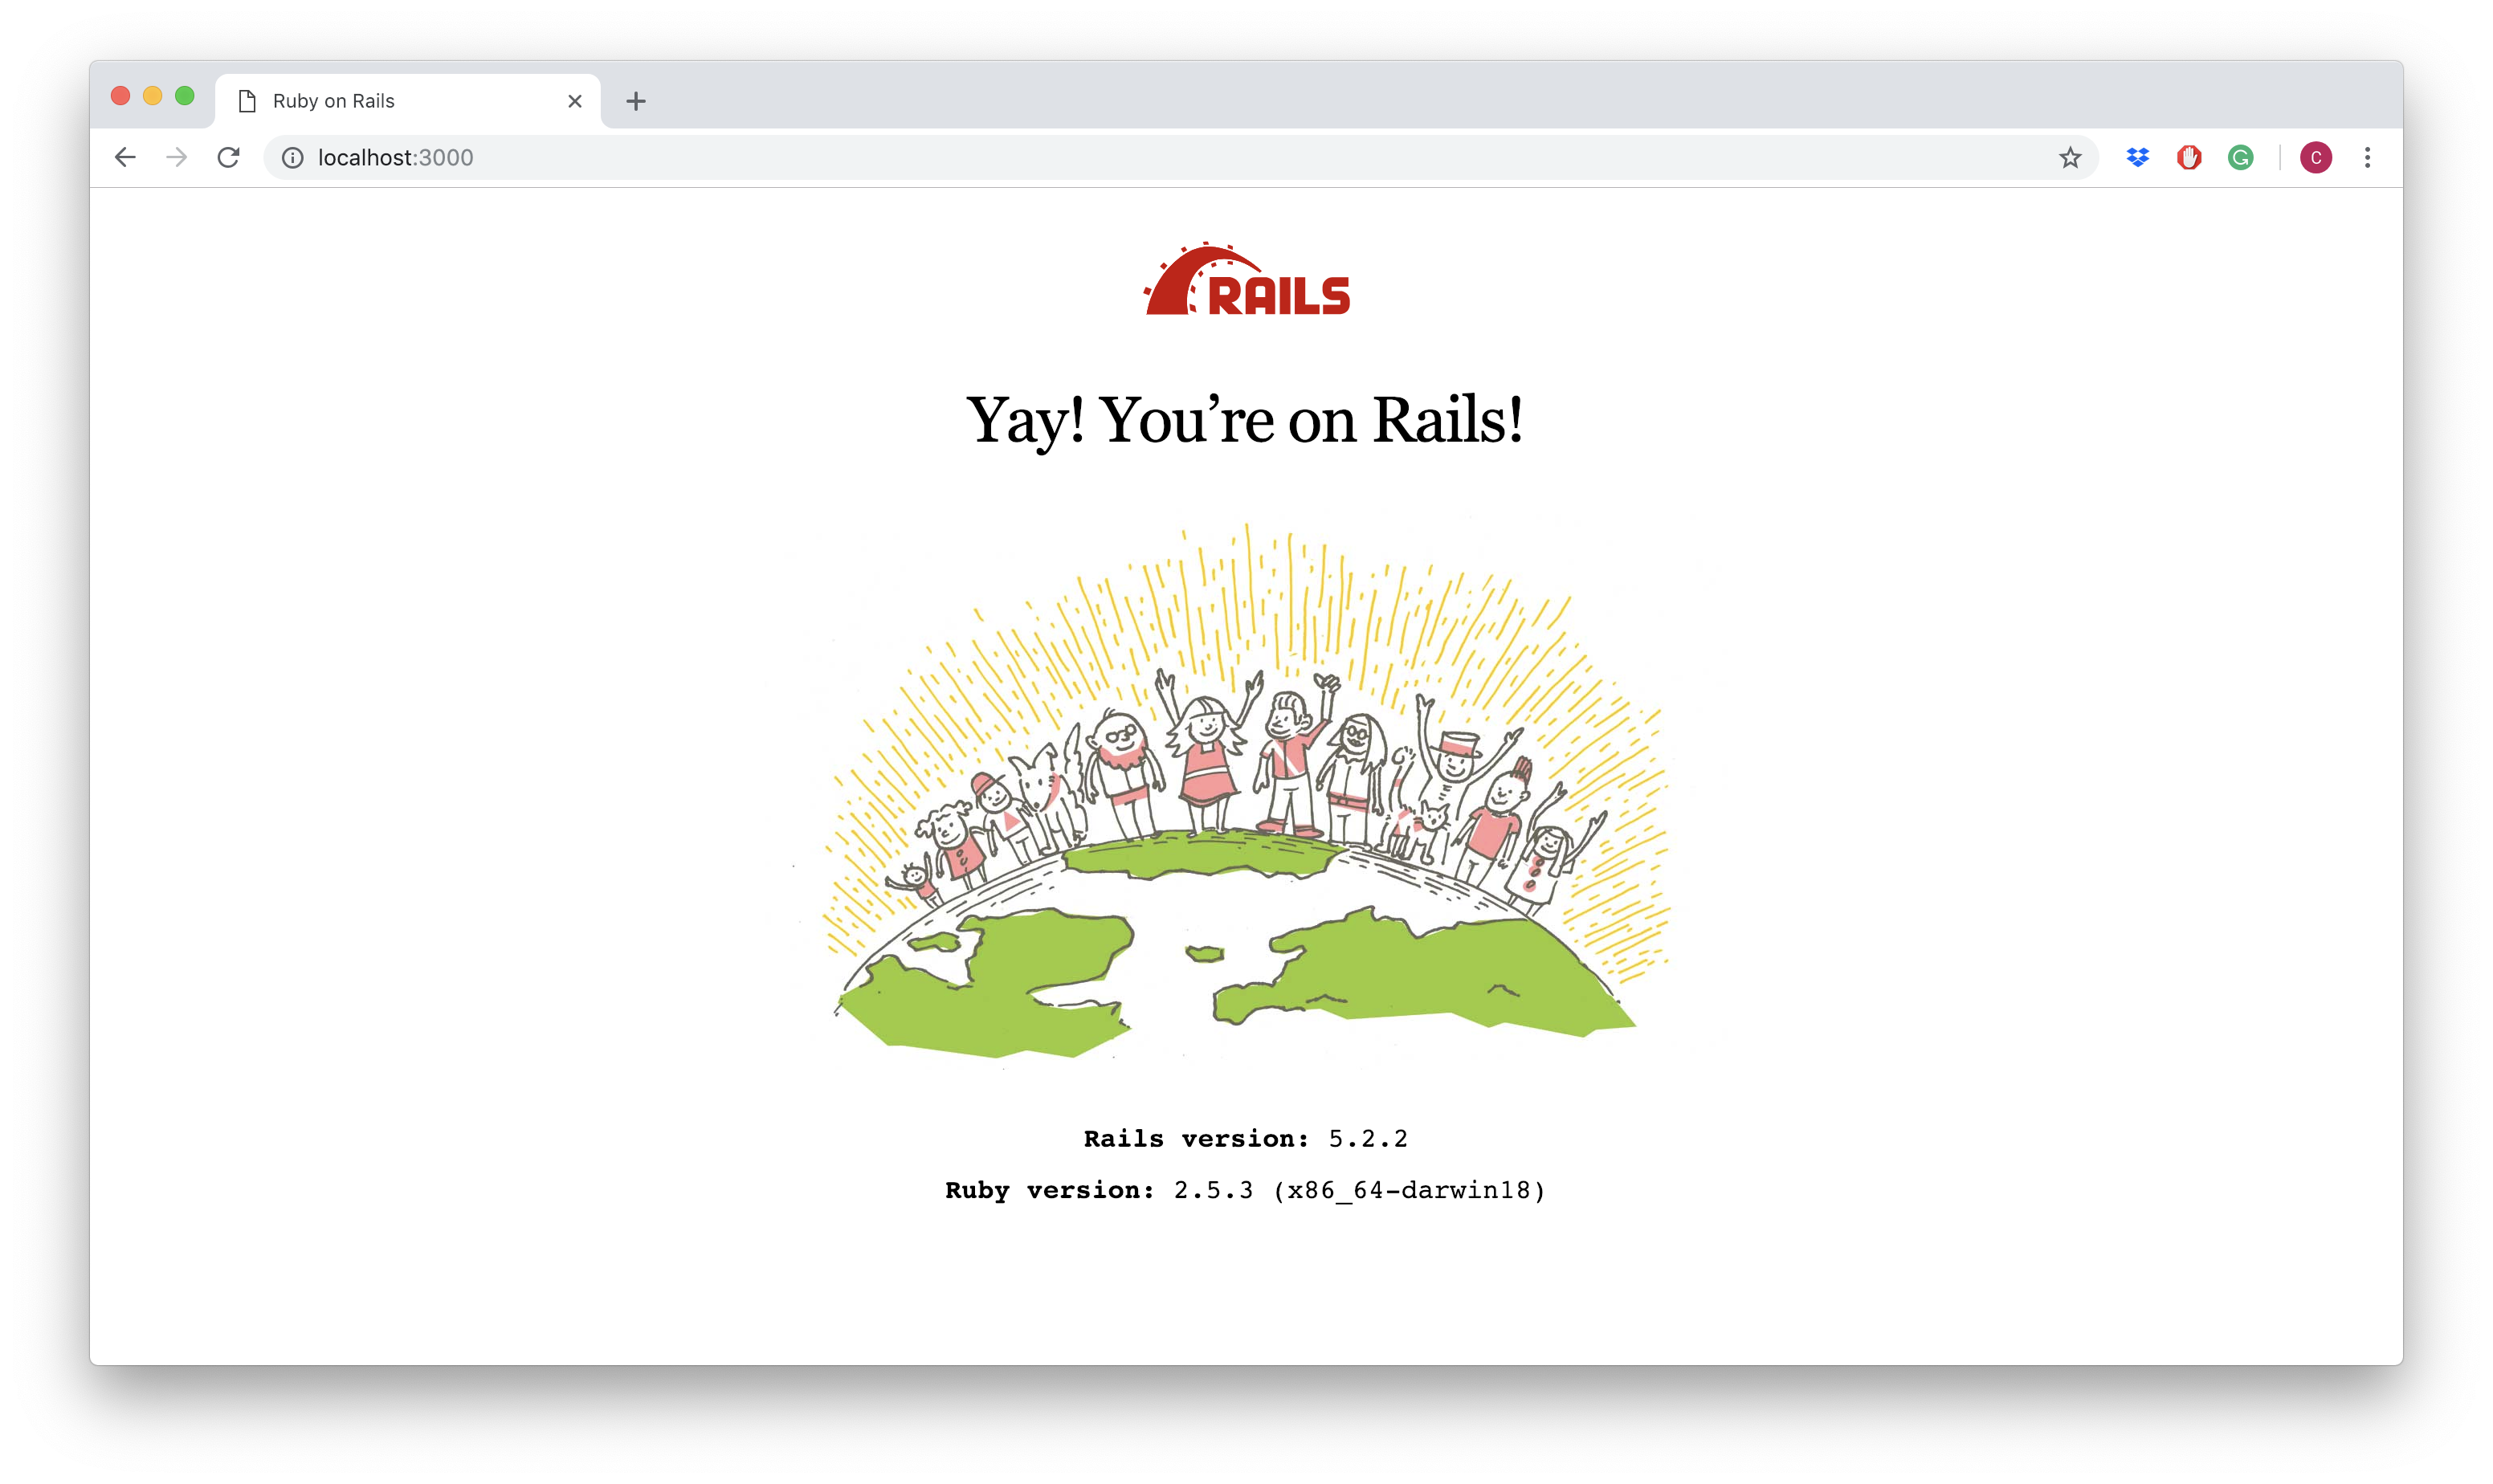 Ruby on Rails
localhost:3000
C
RAILS
Yay! You’re on Rails!
Rails version: 5.2.2
Ruby version: 2.5.3 (x86_64-darwin18)